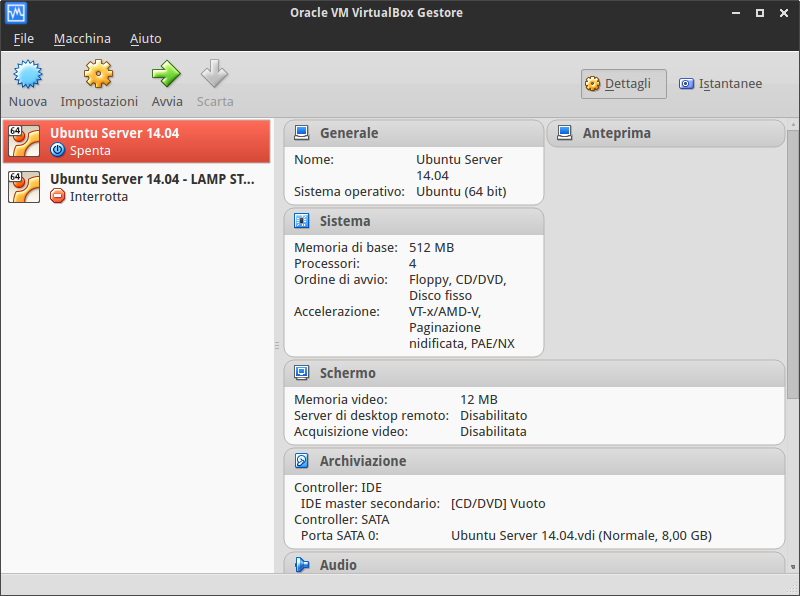 Oracle VM VirtualBox Gestore
File Macchina Aiuto
Nuova Impostazioni Avvia Scarta Dettagli Istantanee
64 Ubuntu Server 14.04
Spenta
64 Ubuntu Server 14.04 - LAMP ST...
Interrotta
Generale
Nome: Ubuntu Server
14.04
Sistema operativo: Ubuntu (64 bit)
Anteprima
Sistema
Memoria di base: 512 MB
Processori: 4
Ordine di avvio: Floppy, CD/DVD,
Disco fisso
Accelerazione: VT-x/AMD-V,
Paginazione
nidificata, PAE/NX
Schermo
Memoria video: 12 MB
Server di desktop remoto: Disabilitato
Acquisizione video: Disabilitata
Archiviazione
Controller: IDE
IDE master secondario: [CD/DVD] Vuoto
Controller: SATA
Porta SATA 0: Ubuntu Server 14.04.vdi (Normale, 8,00 GB)
Audio